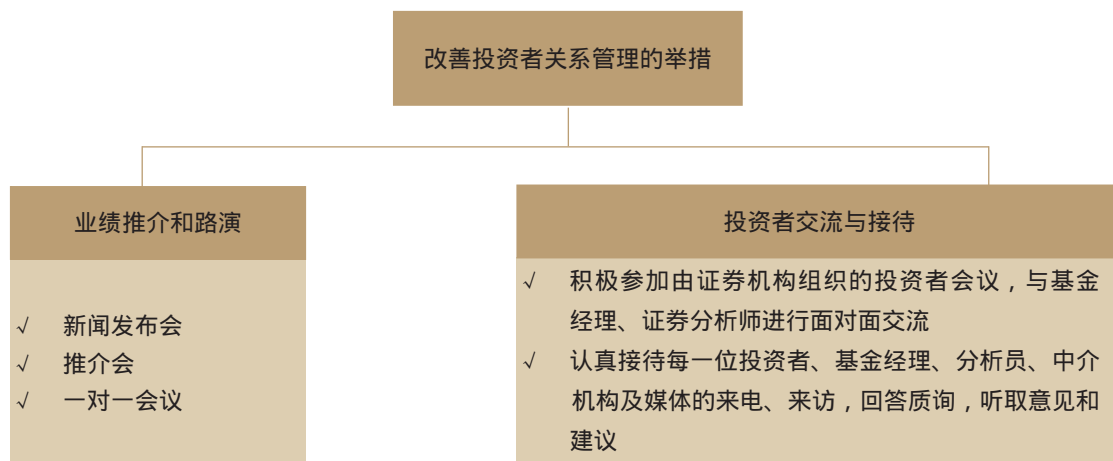 改善投资者关系管理的举措
业绩推介和路演
√ 新闻发布会
√ 推介会
√ 一对一会议
投资者交流与接待
√ 积极参加由证券机构组织的投资者会议，与基金
经理、证券分析师进行面对面交流
√ 认真接待每一位投资者、基金经理、分析员、中介
机构及媒体的来电、来访，回答质询，听取意见和
建议